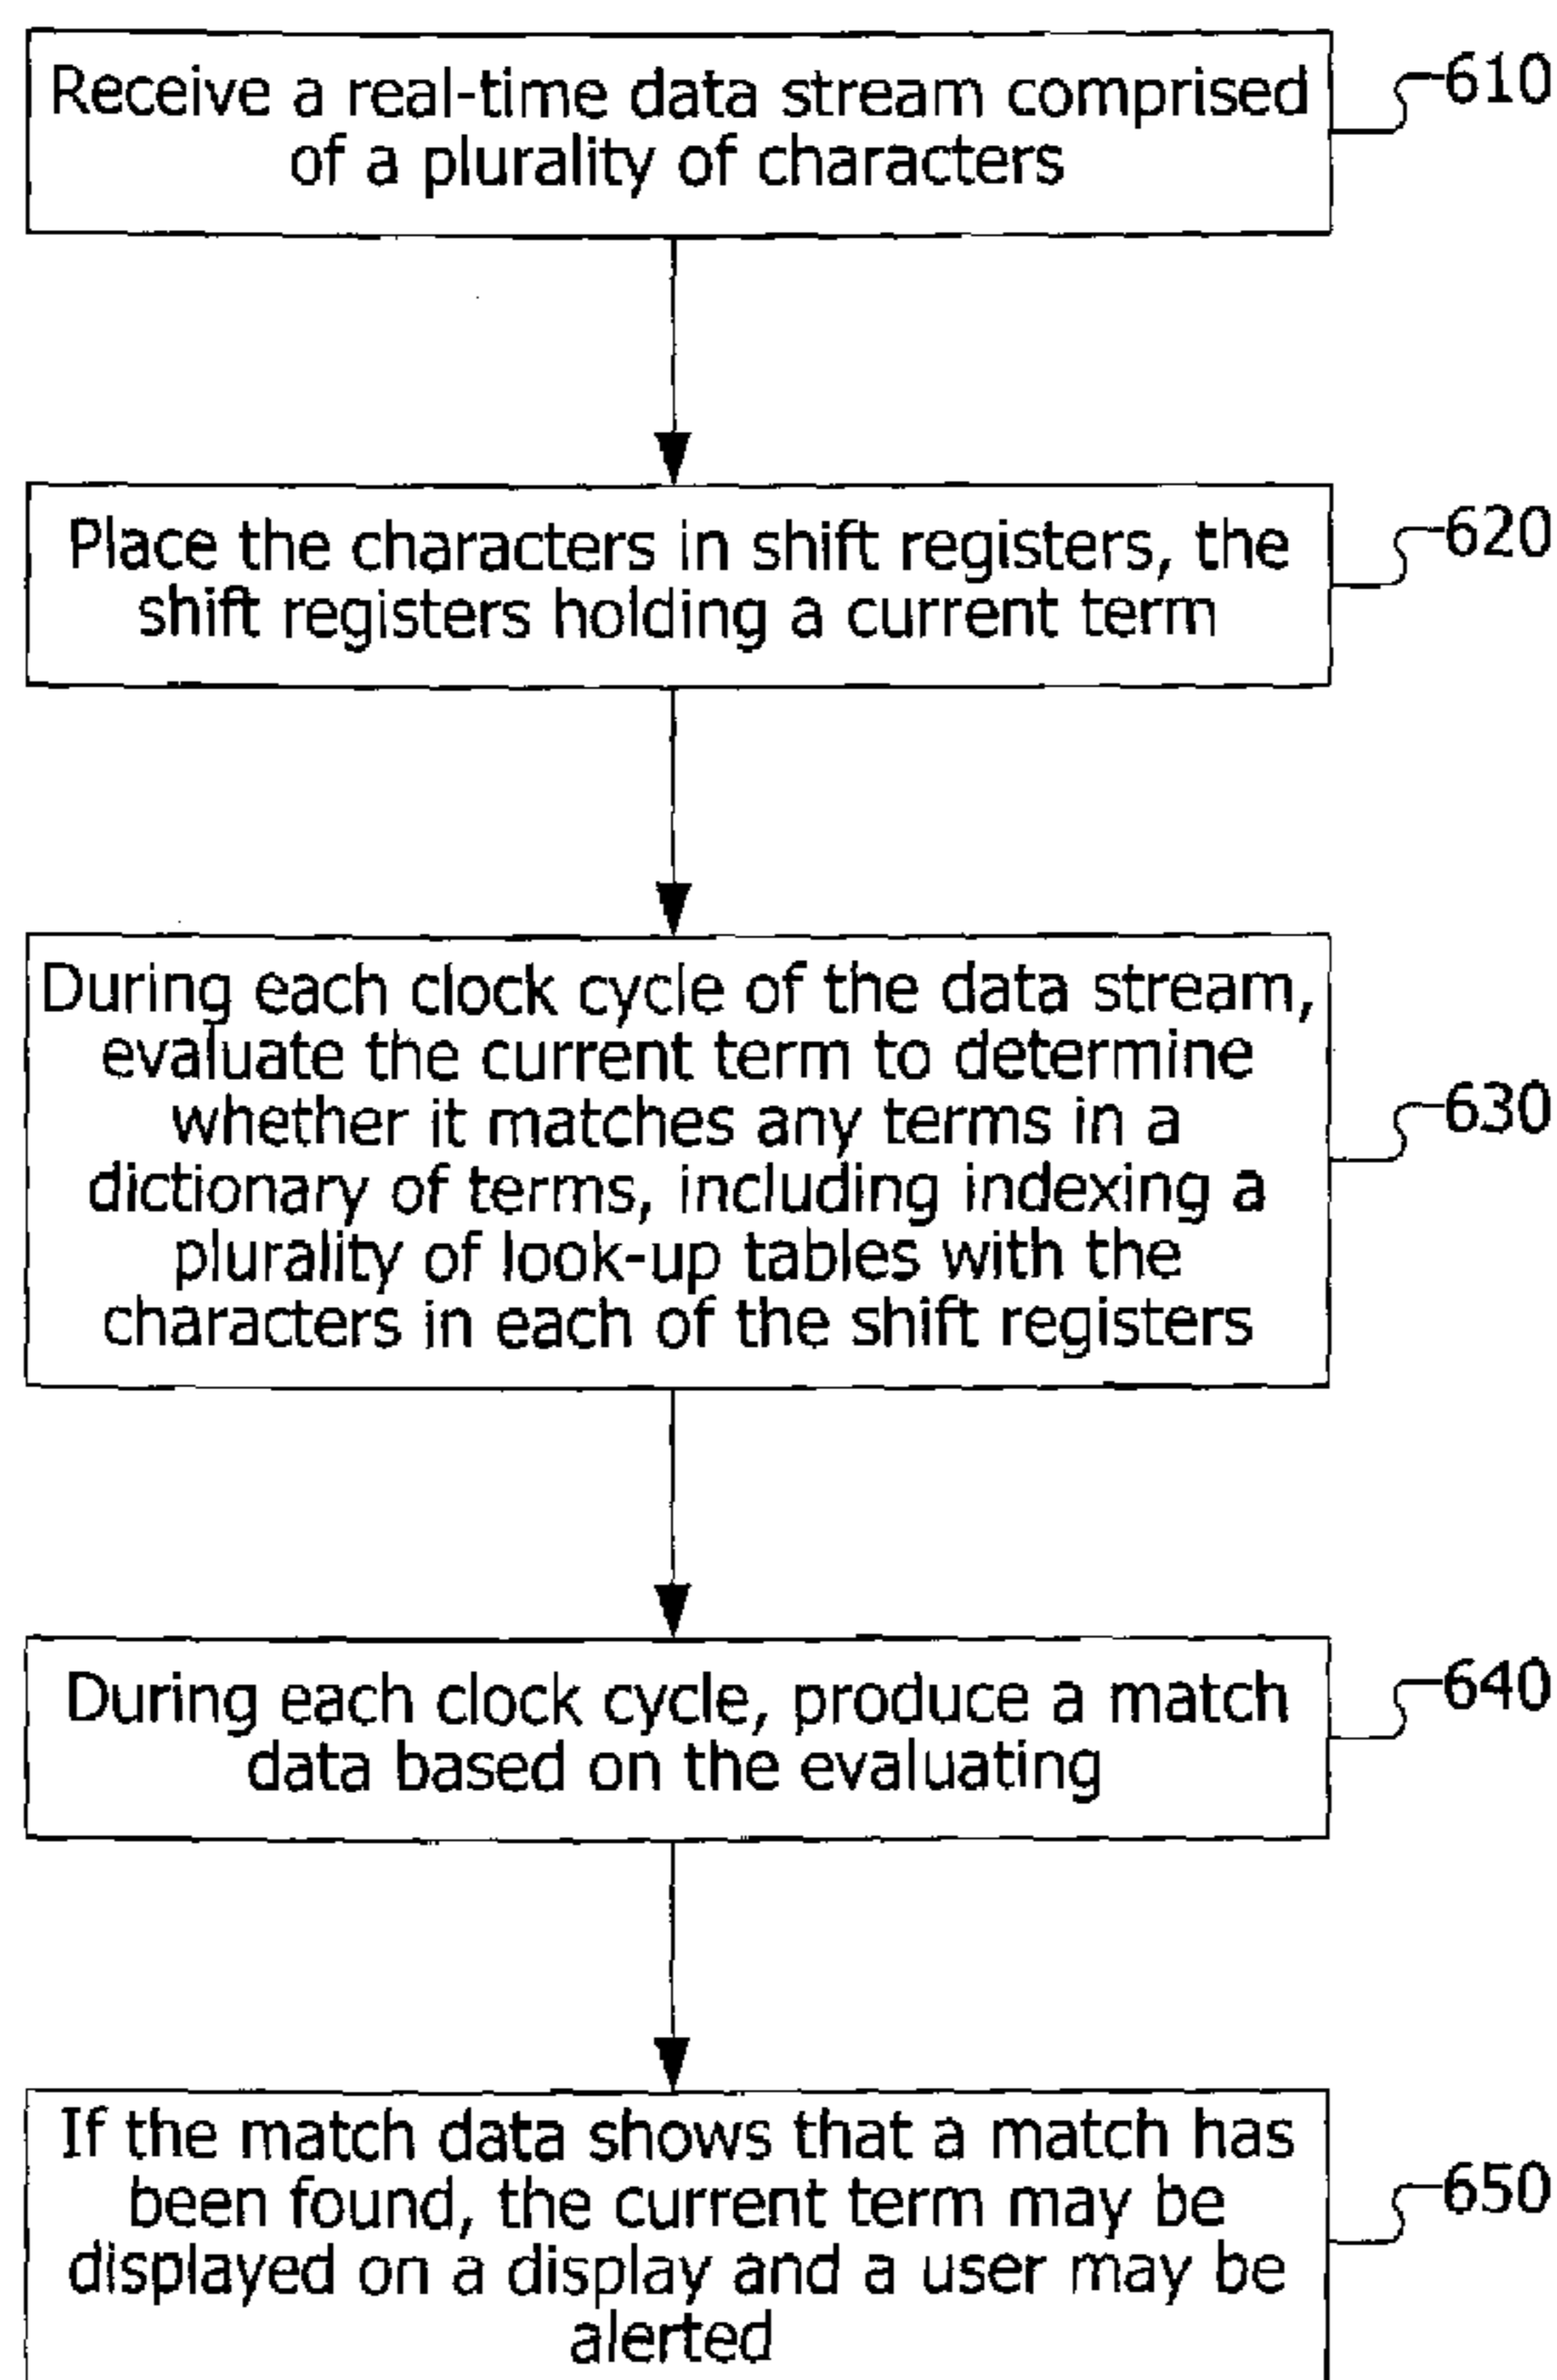 Receive a real-time data stream comprised
of a plurality of characters
610
Place the characters in shift registers, the
shift registers holding a current term
620
During each clock cycle of the data stream,
evaluate the current term to determine
whether it matches any terms in a
dictionary of terms, including indexing a
plurality of look-up tables with the
characters in each of the shift registers
630
During each clock cycle, produce a match
data based on the evaluating
640
If the match data shows that a match has
been found, the current term may be
displayed on a display and a user may be
alerted
650